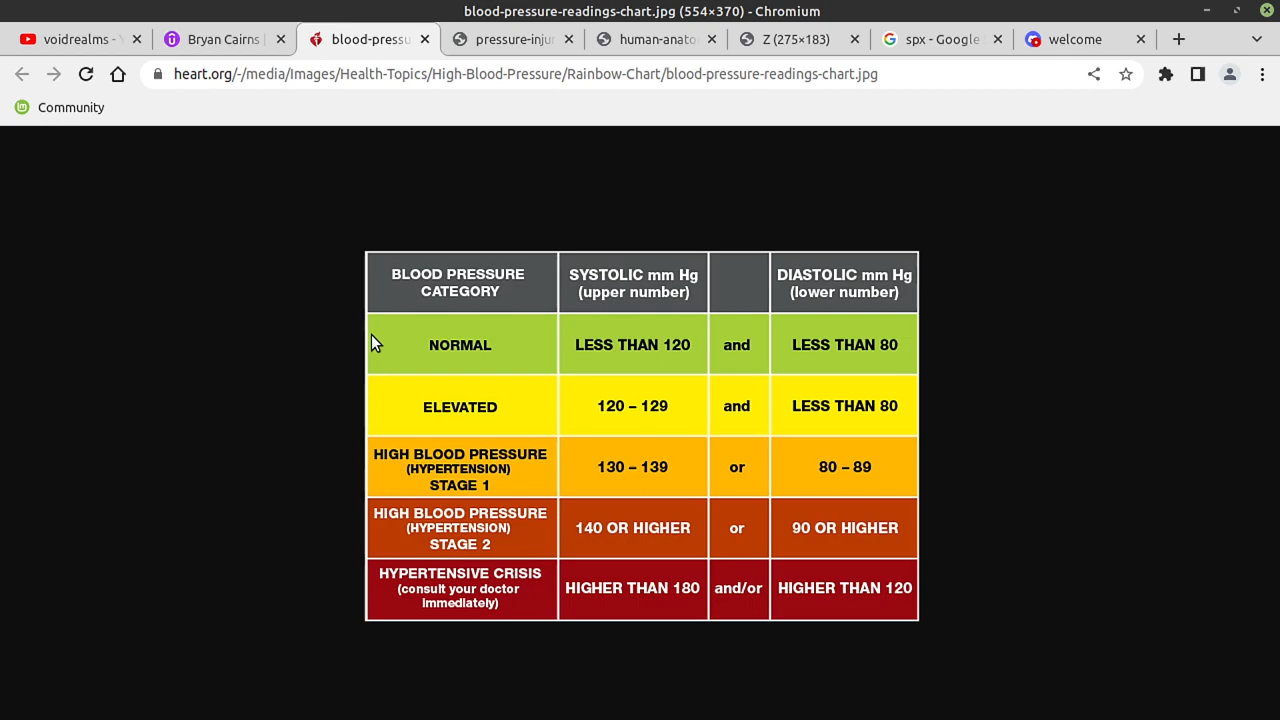 blood-pressure-readings-chart.jpg (554×370) - Chromium
voidrealms - Y
Bryan Cairns |
blood-pressu
pressure-injur
human-anato
Z (275×183)
spx - Google
welcome
heart.org/-/media/Images/Health-Topics/High-Blood-Pressure/Rainbow-Chart/blood-pressure-readings-chart.jpg
Community
BLOOD PRESSURE
CATEGORY
SYSTOLIC mm Hg
(upper number)
DIASTOLIC mm Hg
(lower number)
NORMAL
LESS THAN 120
and
LESS THAN 80
ELEVATED
120 – 129
and
LESS THAN 80
HIGH BLOOD PRESSURE
(HYPERTENSION)
STAGE 1
130 – 139
or
80 – 89
HIGH BLOOD PRESSURE
(HYPERTENSION)
STAGE 2
140 OR HIGHER
or
90 OR HIGHER
HYPERTENSIVE CRISIS
(consult your doctor
immediately)
HIGHER THAN 180
and/or
HIGHER THAN 120